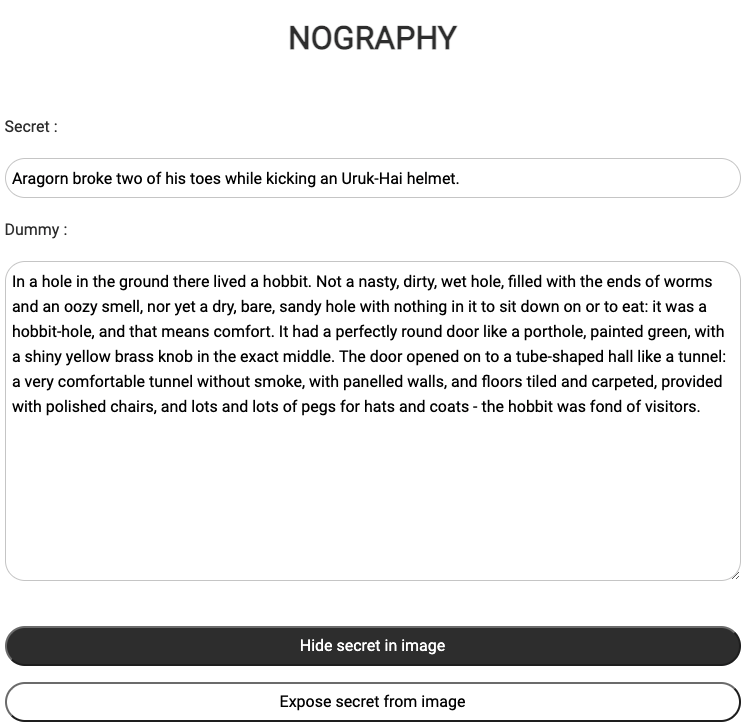 NOGRAPHY
Secret :
Aragorn broke two of his toes while kicking an Uruk-Hai helmet.
Dummy :
In a hole in the ground there lived a hobbit. Not a nasty, dirty, wet hole, filled with the ends of worms
and an oozy smell, nor yet a dry, bare, sandy hole with nothing in it to sit down on or to eat: it was a
hobbit-hole, and that means comfort. It had a perfectly round door like a porthole, painted green, with
a shiny yellow brass knob in the exact middle. The door opened on to a tube-shaped hall like a tunnel:
a very comfortable tunnel without smoke, with panelled walls, and floors tiled and carpeted, provided
with polished chairs, and lots and lots of pegs for hats and coats - the hobbit was fond of visitors.
Hide secret in image
Expose secret from image